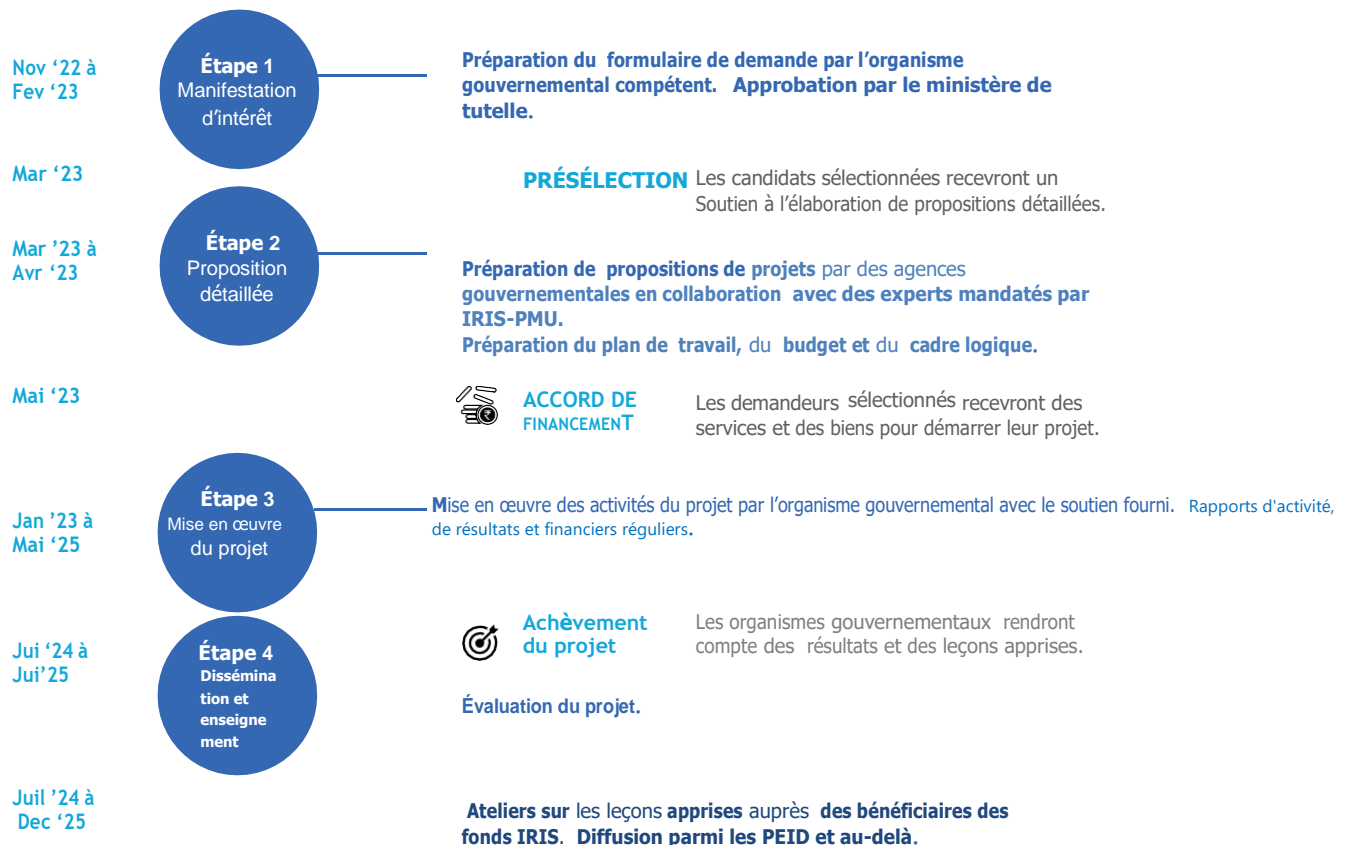 Nov ‘22 à
Fev ‘23
Étape 1
Manifestation
d’intérêt
Préparation du formulaire de demande par l’organisme
gouvernemental compétent. Approbation par le ministère de
tutelle.
Mar ‘23
PRÉSÉLECTION Les candidats sélectionnées recevront un
Soutien à l’élaboration de propositions détaillées.
Mar ’23 à
Avr ‘23
Étape 2
Proposition
détaillée
Préparation de propositions de projets par des agences
gouvernementales en collaboration avec des experts mandatés par
IRIS-PMU.
Préparation du plan de travail, du budget et du cadre logique.
Mai ‘23
ACCORD DE
FINANCEMENT
Les demandeurs sélectionnés recevront des
services et des biens pour démarrer leur projet.
Jan ’23 à
Mai ‘25
Étape 3
Mise en œuvre
du projet
Mise en œuvre des activités du projet par l’organisme gouvernemental avec le soutien fourni. Rapports d'activité,
de résultats et financiers réguliers.
Jui ‘24 à
Jui’25
Étape 4
Dissémina
tion et
enseigne
ment
Achèvement
du projet
Les organismes gouvernementaux rendront
compte des résultats et des leçons apprises.
Évaluation du projet.
Juil ’24 à
Dec ‘25
Ateliers sur les leçons apprises auprès des bénéficiaires des
fonds IRIS. Diffusion parmi les PEID et au-delà.